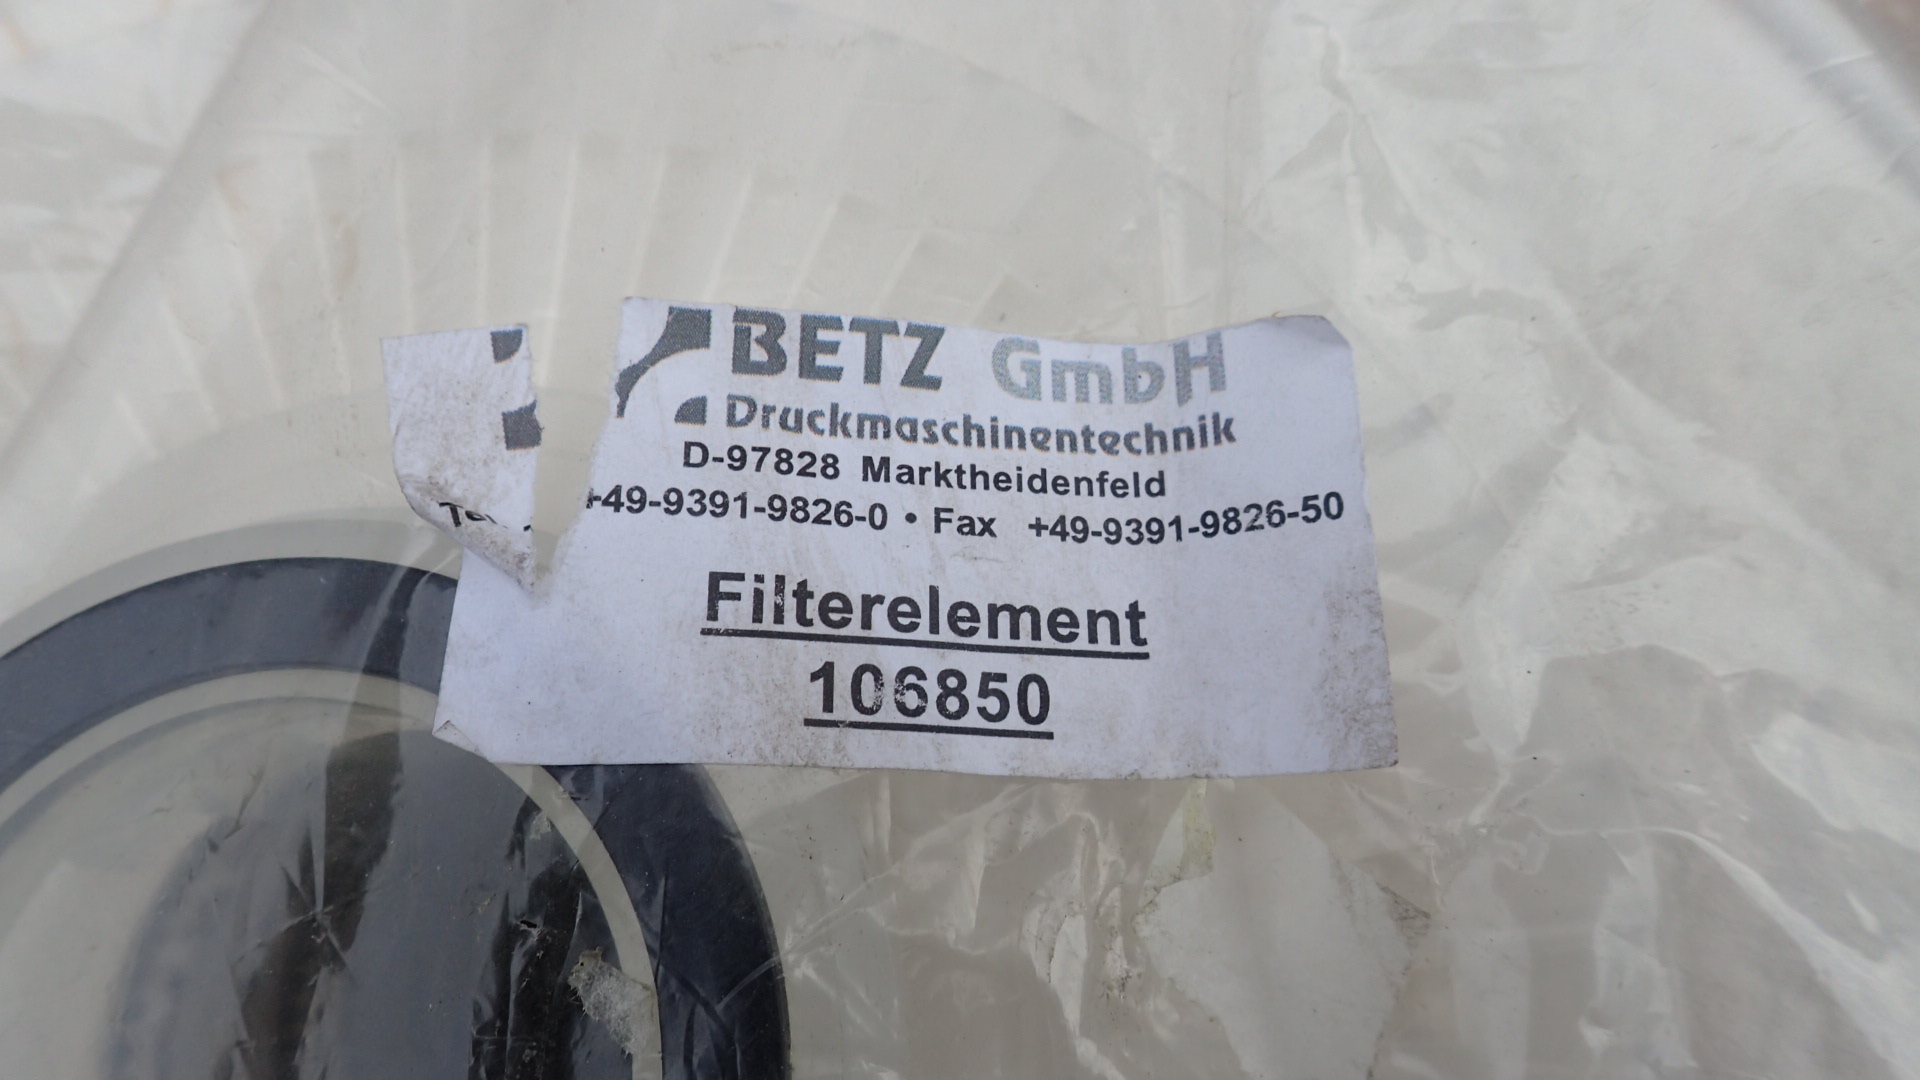 BETZ GmbH
Druckmaschinentechnik
D-97828 Marktheidenfeld
+49-9391-9826-0 • Fax +49-9391-9826-50
Filterelement
106850